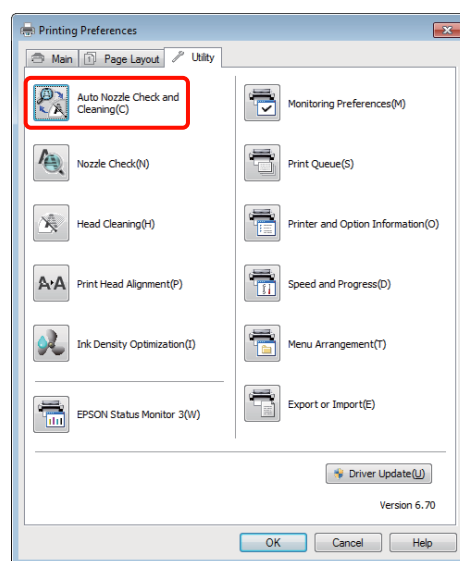 Printing Preferences
Main
Page Layout
Utility
Auto Nozzle Check and
Cleaning(C)
Monitoring Preferences(M)
Nozzle Check(N)
Print Queue(S)
Head Cleaning(H)
Printer and Option Information(O)
Print Head Alignment(P)
Speed and Progress(D)
Ink Density Optimization(I)
Menu Arrangement(T)
EPSON Status Monitor 3(W)
Export or Import(E)
Driver Update(U)
Version 6.70
OK
Cancel
Help